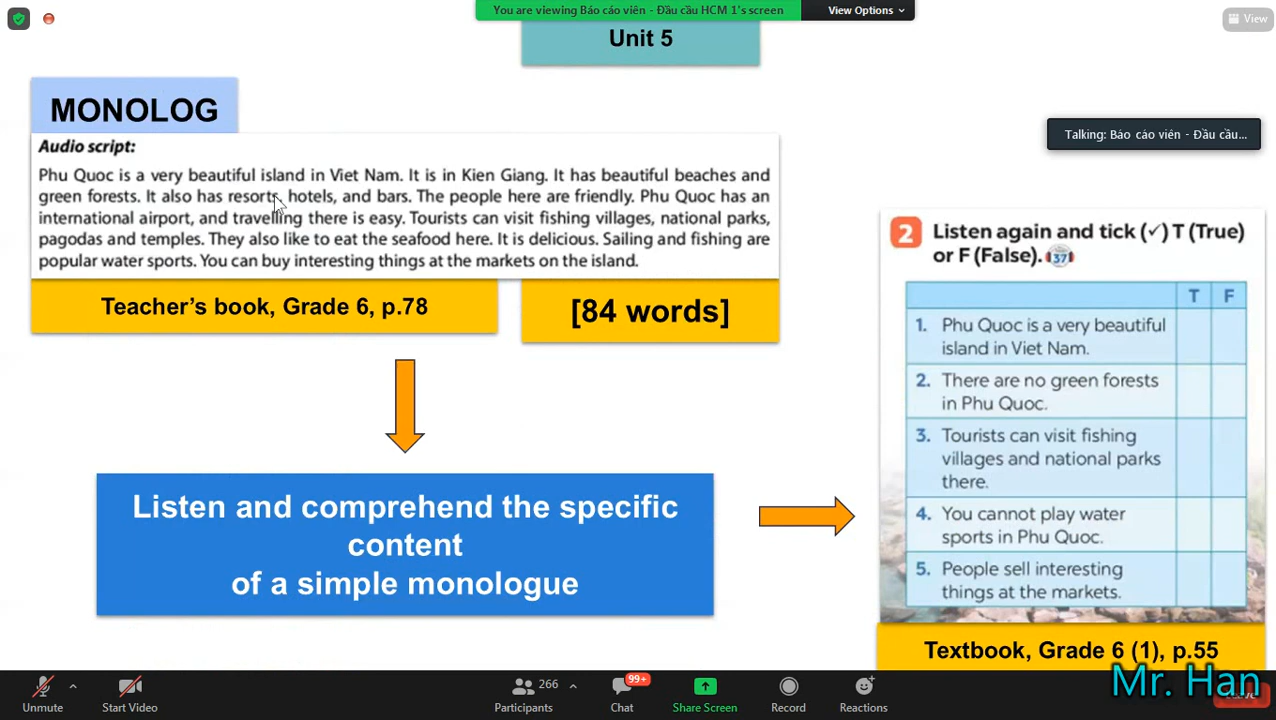 You are viewing Báo cáo viên - Đầu cầu HCM 1's screen
View Options
View
Unit 5
MONOLOG
Talking: Báo cáo viên - Đầu cầu...
Audio script:
Phu Quoc is a very beautiful island in Viet Nam. It is in Kien Giang. It has beautiful beaches and
green forests. It also has resorts, hotels, and bars. The people here are friendly. Phu Quoc has an
international airport, and travelling there is easy. Tourists can visit fishing villages, national parks,
pagodas and temples. They also like to eat the seafood here. It is delicious. Sailing and fishing are
popular water sports. You can buy interesting things at the markets on the island.
Teacher's book, Grade 6, p.78
[84 words]
Listen and comprehend the specific
content
of a simple monologue
2 Listen again and tick (✓) T (True)
or F (False). 37
T F
1. Phu Quoc is a very beautiful
island in Viet Nam.
2. There are no green forests
in Phu Quoc.
3. Tourists can visit fishing
villages and national parks
there.
4. You cannot play water
sports in Phu Quoc.
5. People sell interesting
things at the markets.
Textbook, Grade 6 (1), p.55
Mr. Han
Unmute
Start Video
266
Participants
99+
Chat
Share Screen
Record
Reactions